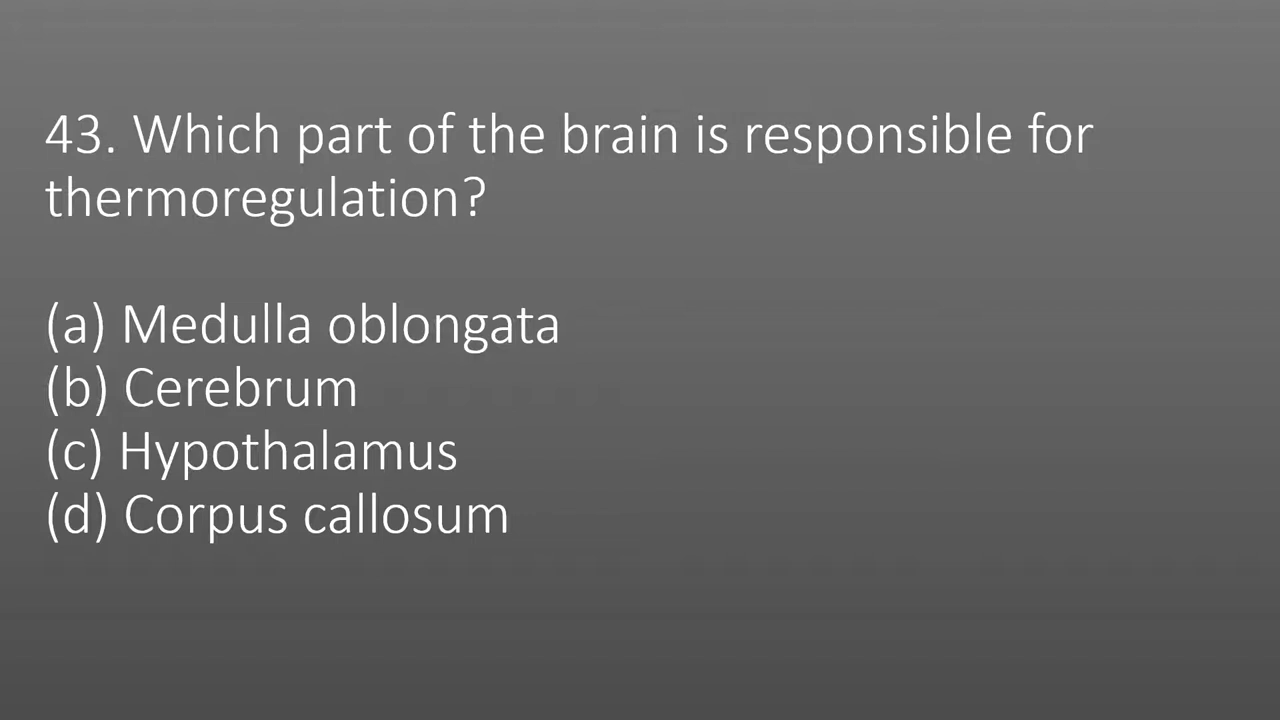 43. Which part of the brain is responsible for
thermoregulation?
(a) Medulla oblongata
(b) Cerebrum
(c) Hypothalamus
(d) Corpus callosum